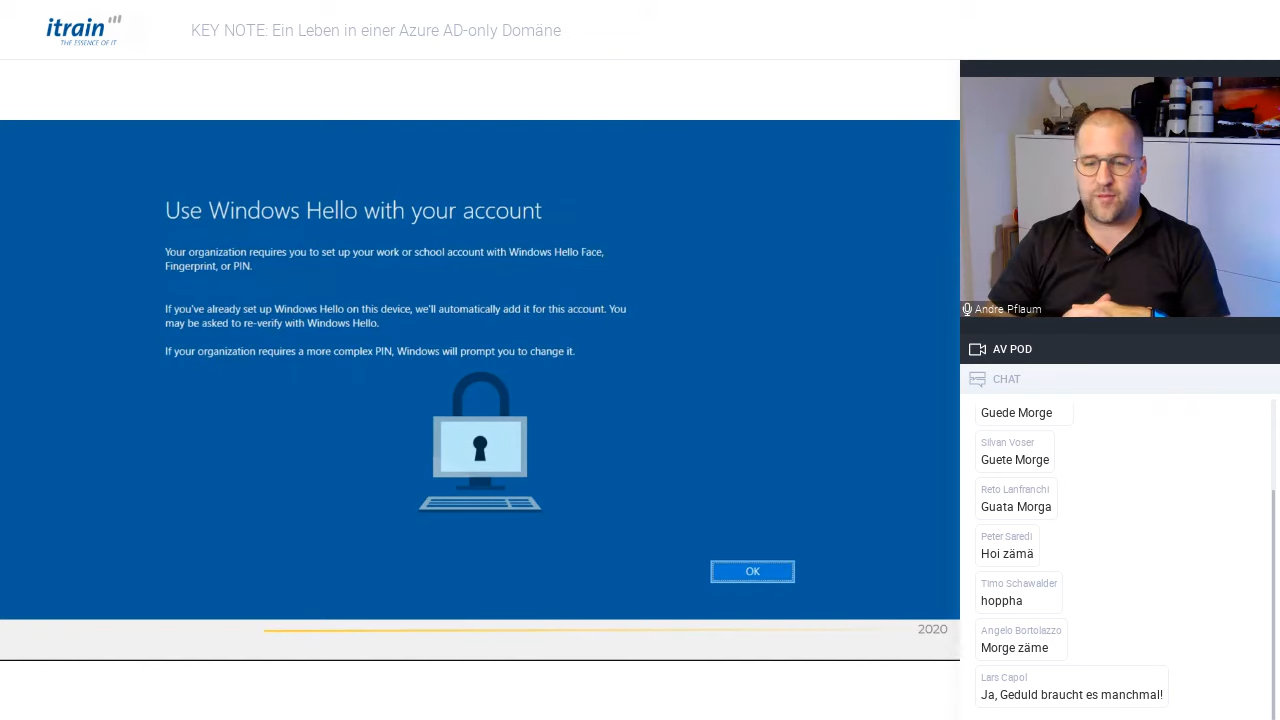 itrain
THE ESSENCE OF IT
KEY NOTE: Ein Leben in einer Azure AD-only Domäne
Use Windows Hello with your account
Your organization requires you to set up your work or school account with Windows Hello Face,
Fingerprint, or PIN.
If you've already set up Windows Hello on this device, we'll automatically add it for this account. You
may be asked to re-verify with Windows Hello.
If your organization requires a more complex PIN, Windows will prompt you to change it.
OK
2020
Andre Pflaum
AV POD
CHAT
Guede Morge
Silvan Voser
Guete Morge
Reto Lanfranchi
Guata Morga
Peter Saredi
Hoi zämä
Timo Schawalder
hoppha
Angelo Bortolazzo
Morge zäme
Lars Capol
Ja, Geduld braucht es manchmal!